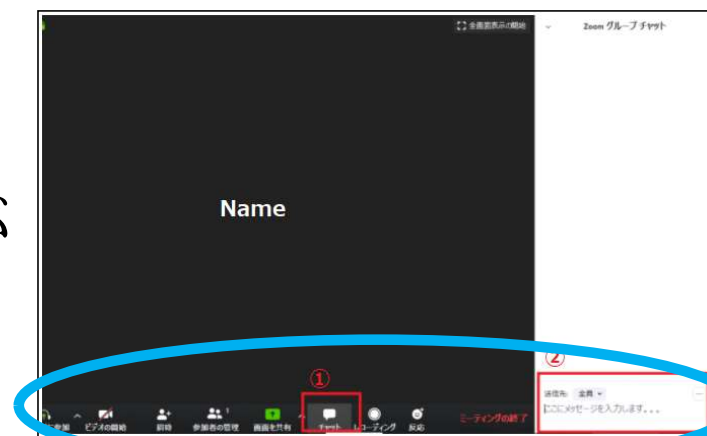 全画面表示の開始
Zoom グループ チャット
Name
①
②
送信先: 全員
ここにメッセージを入力します。。。
に参加 ビデオの開始 招待 参加者の管理 1 画面を共有 チャット レコーディング 反応 ミーティングの終了